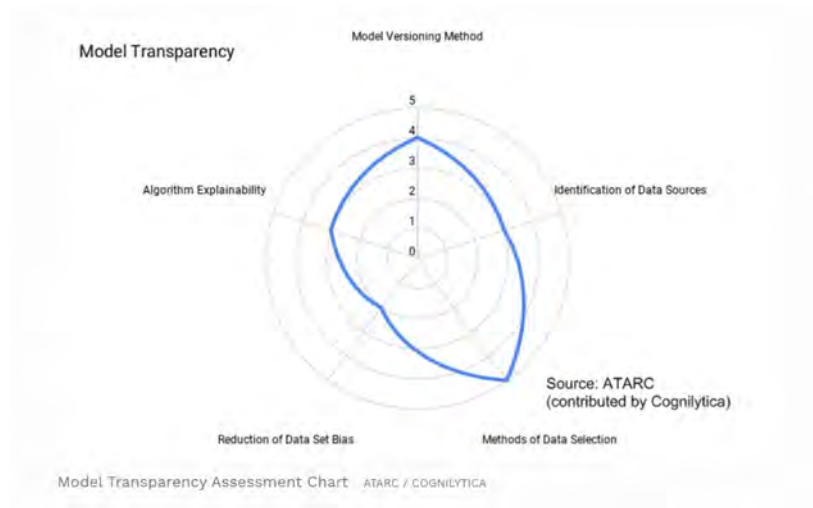 Model Transparency
Model Versioning Method
5
4
3
2
1
0
Algorithm Explainability
Identification of Data Sources
Source: ATARC
(contributed by Cognilytica)
Reduction of Data Set Bias
Methods of Data Selection
Model Transparency Assessment Chart ATARC / COGNILYTICA